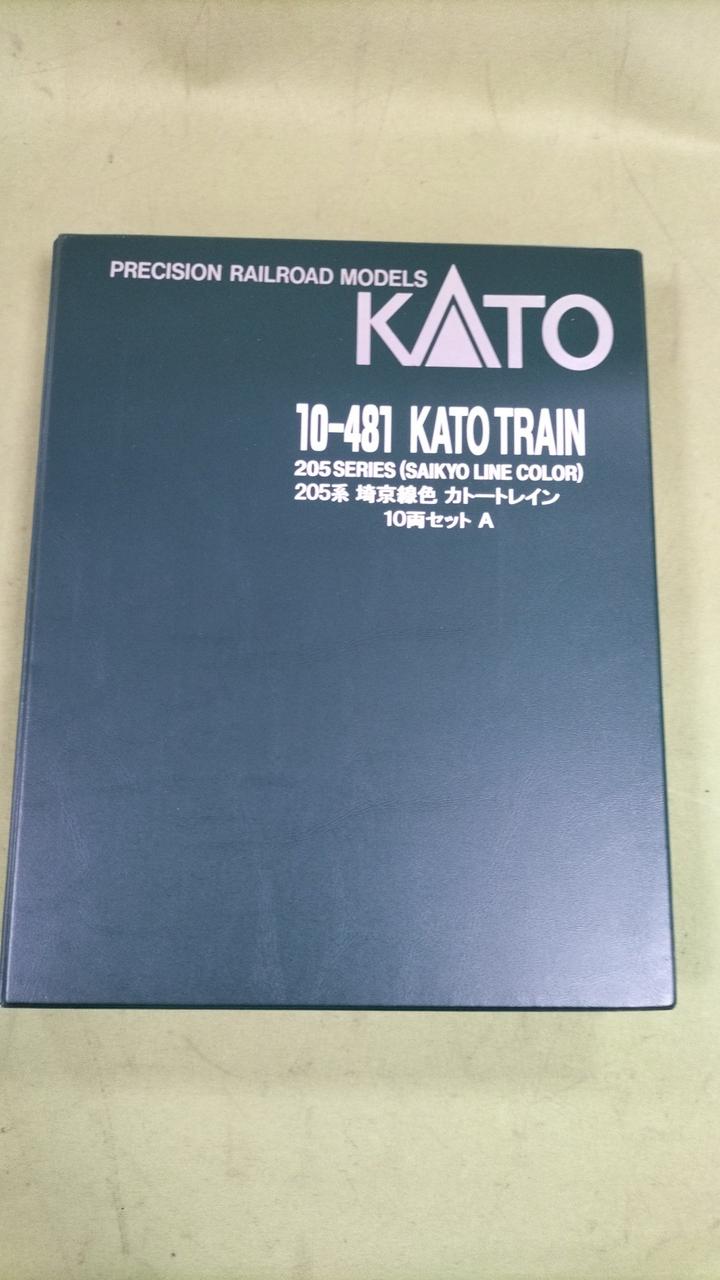 PRECISION RAILROAD MODELS
KATO
10-481 KATO TRAIN
205 SERIES (SAIKYO LINE COLOR)
205系 埼京線色 カトートレイン
10両セット A